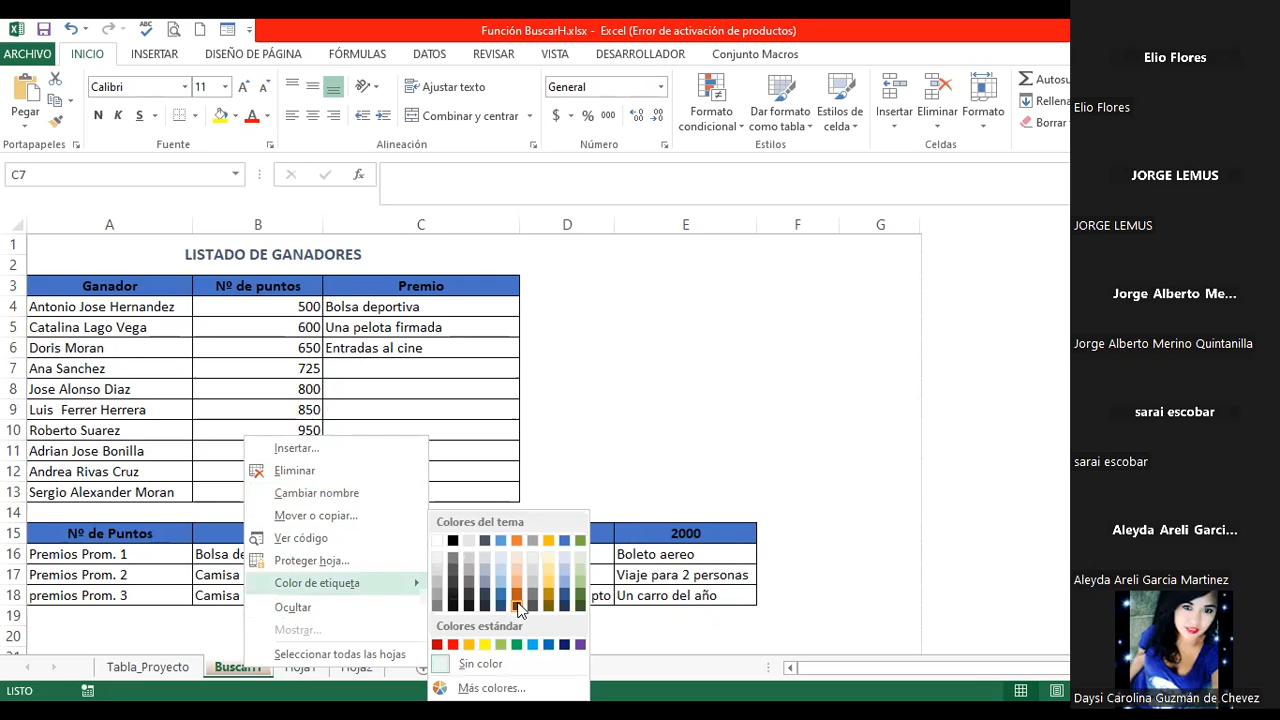 Función BuscarH.xlsx - Excel (Error de activación de productos)
ARCHIVO INICIO INSERTAR DISEÑO DE PÁGINA FÓRMULAS DATOS REVISAR VISTA DESARROLLADOR Conjunto Macros
Pegar
Calibri 11
N K S
Ajustar texto
Combinar y centrar
General
$ % 000
Formato condicional
Dar formato como tabla
Estilos de celda
Insertar
Eliminar
Formato
Autosu
Rellena
Borrar
Portapapeles Fuente Alineación Número Estilos Celdas
C7
A B C D E F G
1 LISTADO DE GANADORES
2
3 Ganador Nº de puntos Premio
4 Antonio Jose Hernandez 500 Bolsa deportiva
5 Catalina Lago Vega 600 Una pelota firmada
6 Doris Moran 650 Entradas al cine
7 Ana Sanchez 725
8 Jose Alonso Diaz 800
9 Luis Ferrer Herrera 850
10 Roberto Suarez 950
11 Adrian Jose Bonilla
12 Andrea Rivas Cruz
13 Sergio Alexander Moran
14
15 Nº de Puntos 2000
16 Premios Prom. 1 Bolsa de Boleto aereo
17 Premios Prom. 2 Camisa Viaje para 2 personas
18 premios Prom. 3 Camisa pto Un carro del año
19
20
Insertar...
Eliminar
Cambiar nombre
Mover o copiar...
Ver código
Proteger hoja...
Color de etiqueta
Ocultar
Mostrar...
Seleccionar todas las hojas
Colores del tema
Colores estándar
Sin color
Más colores...
Tabla_Proyecto BuscarH Hoja1 Hoja2
LISTO
Elio Flores
Elio Flores
JORGE LEMUS
JORGE LEMUS
Jorge Alberto Me...
Jorge Alberto Merino Quintanilla
sarai escobar
sarai escobar
Aleyda Areli Garci...
Aleyda Areli Garcia Martinez
Daysi Carolina Guzmán de Chevez